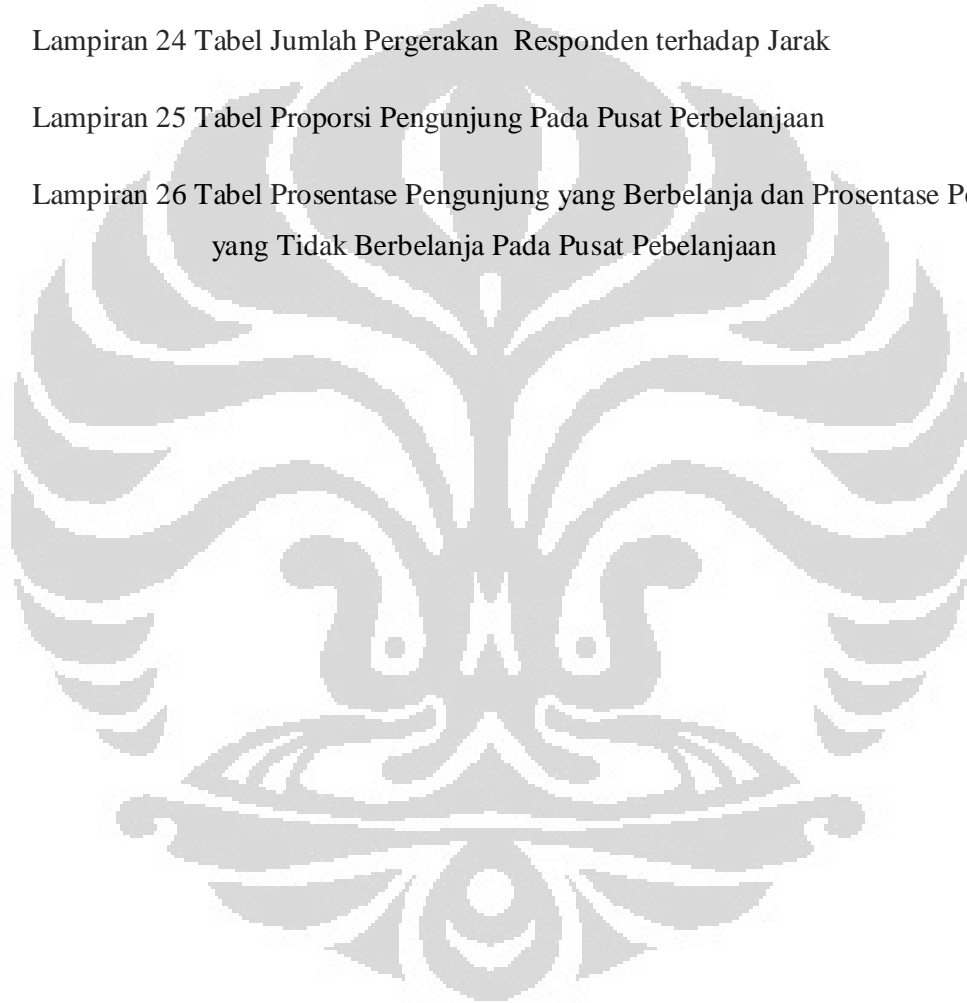 Lampiran 24 Tabel Jumlah Pergerakan Responden terhadap Jarak
Lampiran 25 Tabel Proporsi Pengunjung Pada Pusat Perbelanjaan
Lampiran 26 Tabel Prosentase Pengunjung yang Berbelanja dan Prosentase
yang Tidak Berbelanja Pada Pusat Pebelanjaan